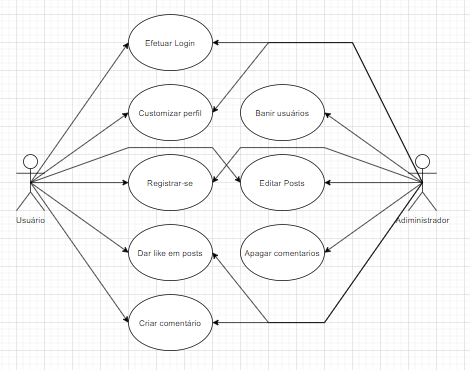 Efetuar Login
Customizar perfil
Banir usuários
Registrar-se
Editar Posts
Usuário
Adiministrador
Dar like em posts
Apagar comentarios
Criar comentário